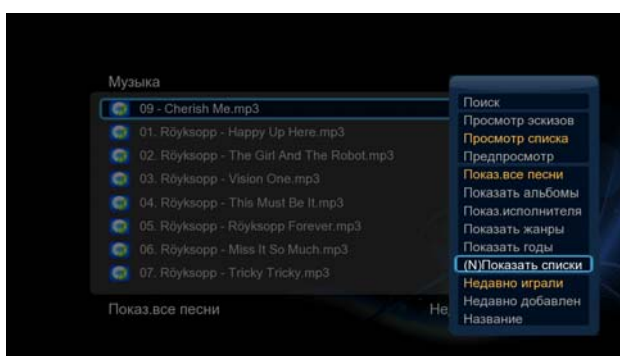 Музыка
09 - Cherish Me.mp3
01. Röyksopp - Happy Up Here.mp3
02. Röyksopp - The Girl And The Robot.mp3
03. Röyksopp - Vision One.mp3
04. Röyksopp - This Must Be It.mp3
05. Röyksopp - Röyksopp Forever.mp3
06. Röyksopp - Miss It So Much.mp3
07. Röyksopp - Tricky Tricky.mp3
Показ.все песни
Не
Поиск
Просмотр эскизов
Просмотр списка
Предпросмотр
Показ.все песни
Показать альбомы
Показ.исполнителя
Показать жанры
Показать годы
(N)Показать списки
Недавно играли
Недавно добавлен
Название